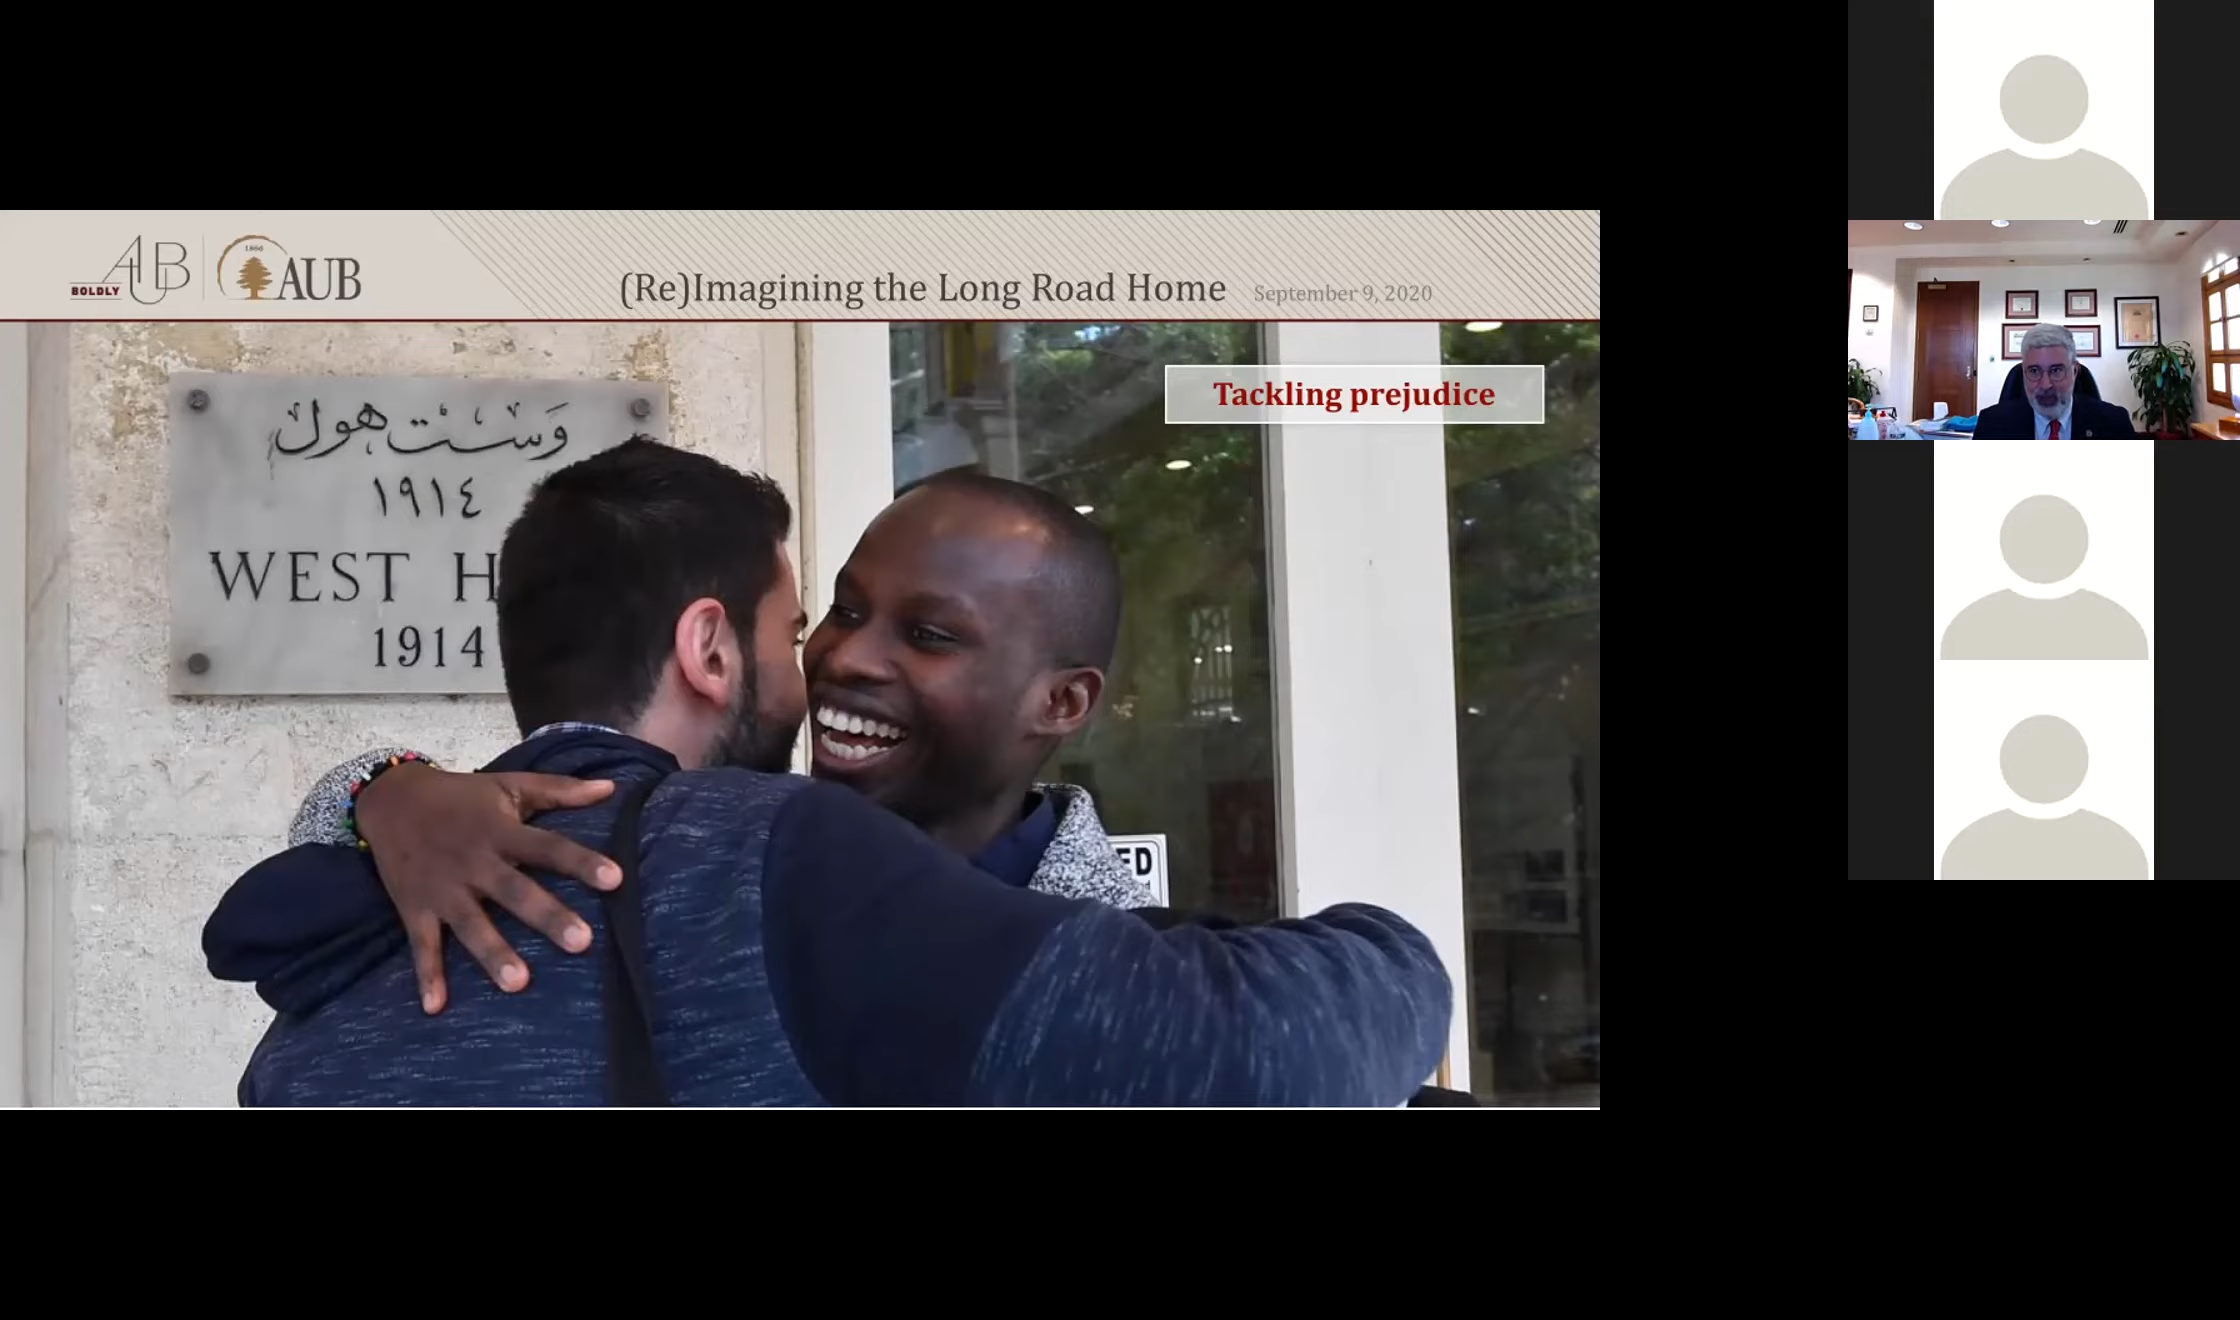 AUB
BOLDLY
1866
AUB
(Re)Imagining the Long Road Home
September 9, 2020
Tackling prejudice
وَست هول
١٩١٤
WEST H
1914
ED